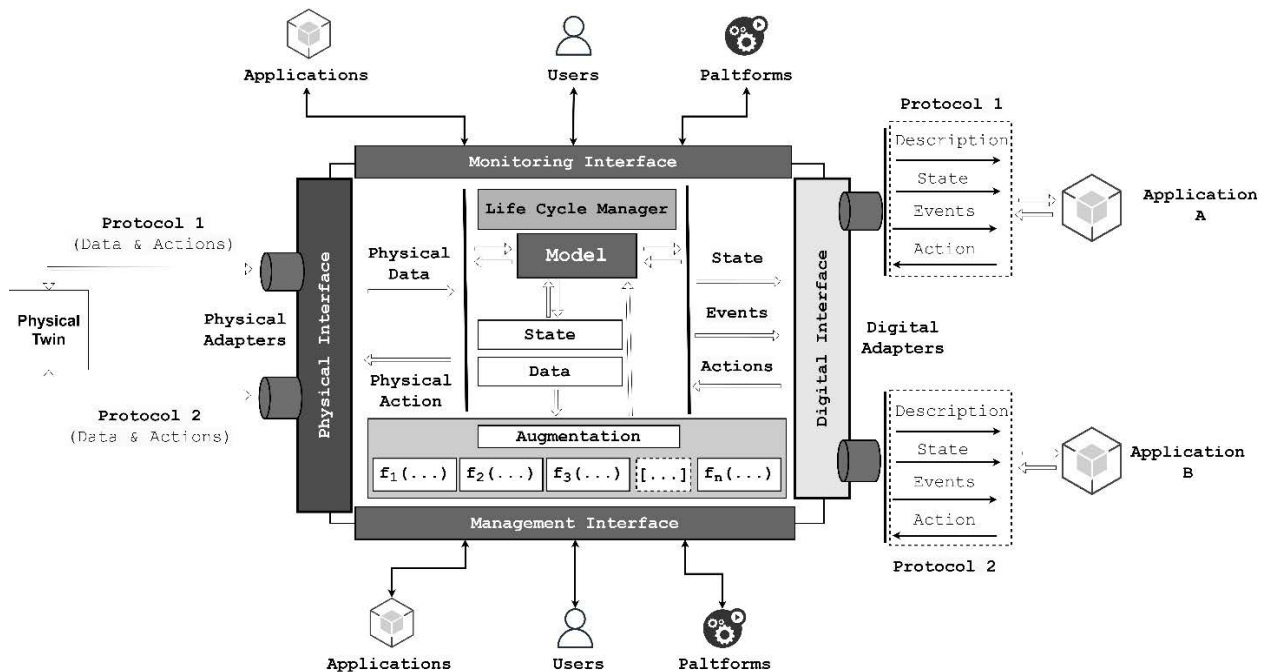 Applications
Users
Paltforms
Monitoring Interface
Protocol 1
(Data & Actions)
Physical
Twin
Protocol 2
(Data & Actions)
Physical
Adapters
Physical Interface
Physical
Data
Physical
Action
Life Cycle Manager
Model
State
Data
Augmentation
f1(...)
f2(...)
f3(...)
[...]
fn(...)
State
Events
Actions
Digital Interface
Digital
Adapters
Protocol 1
Description
State
Events
Action
Application
A
Description
State
Events
Action
Protocol 2
Application
B
Management Interface
Applications
Users
Paltforms